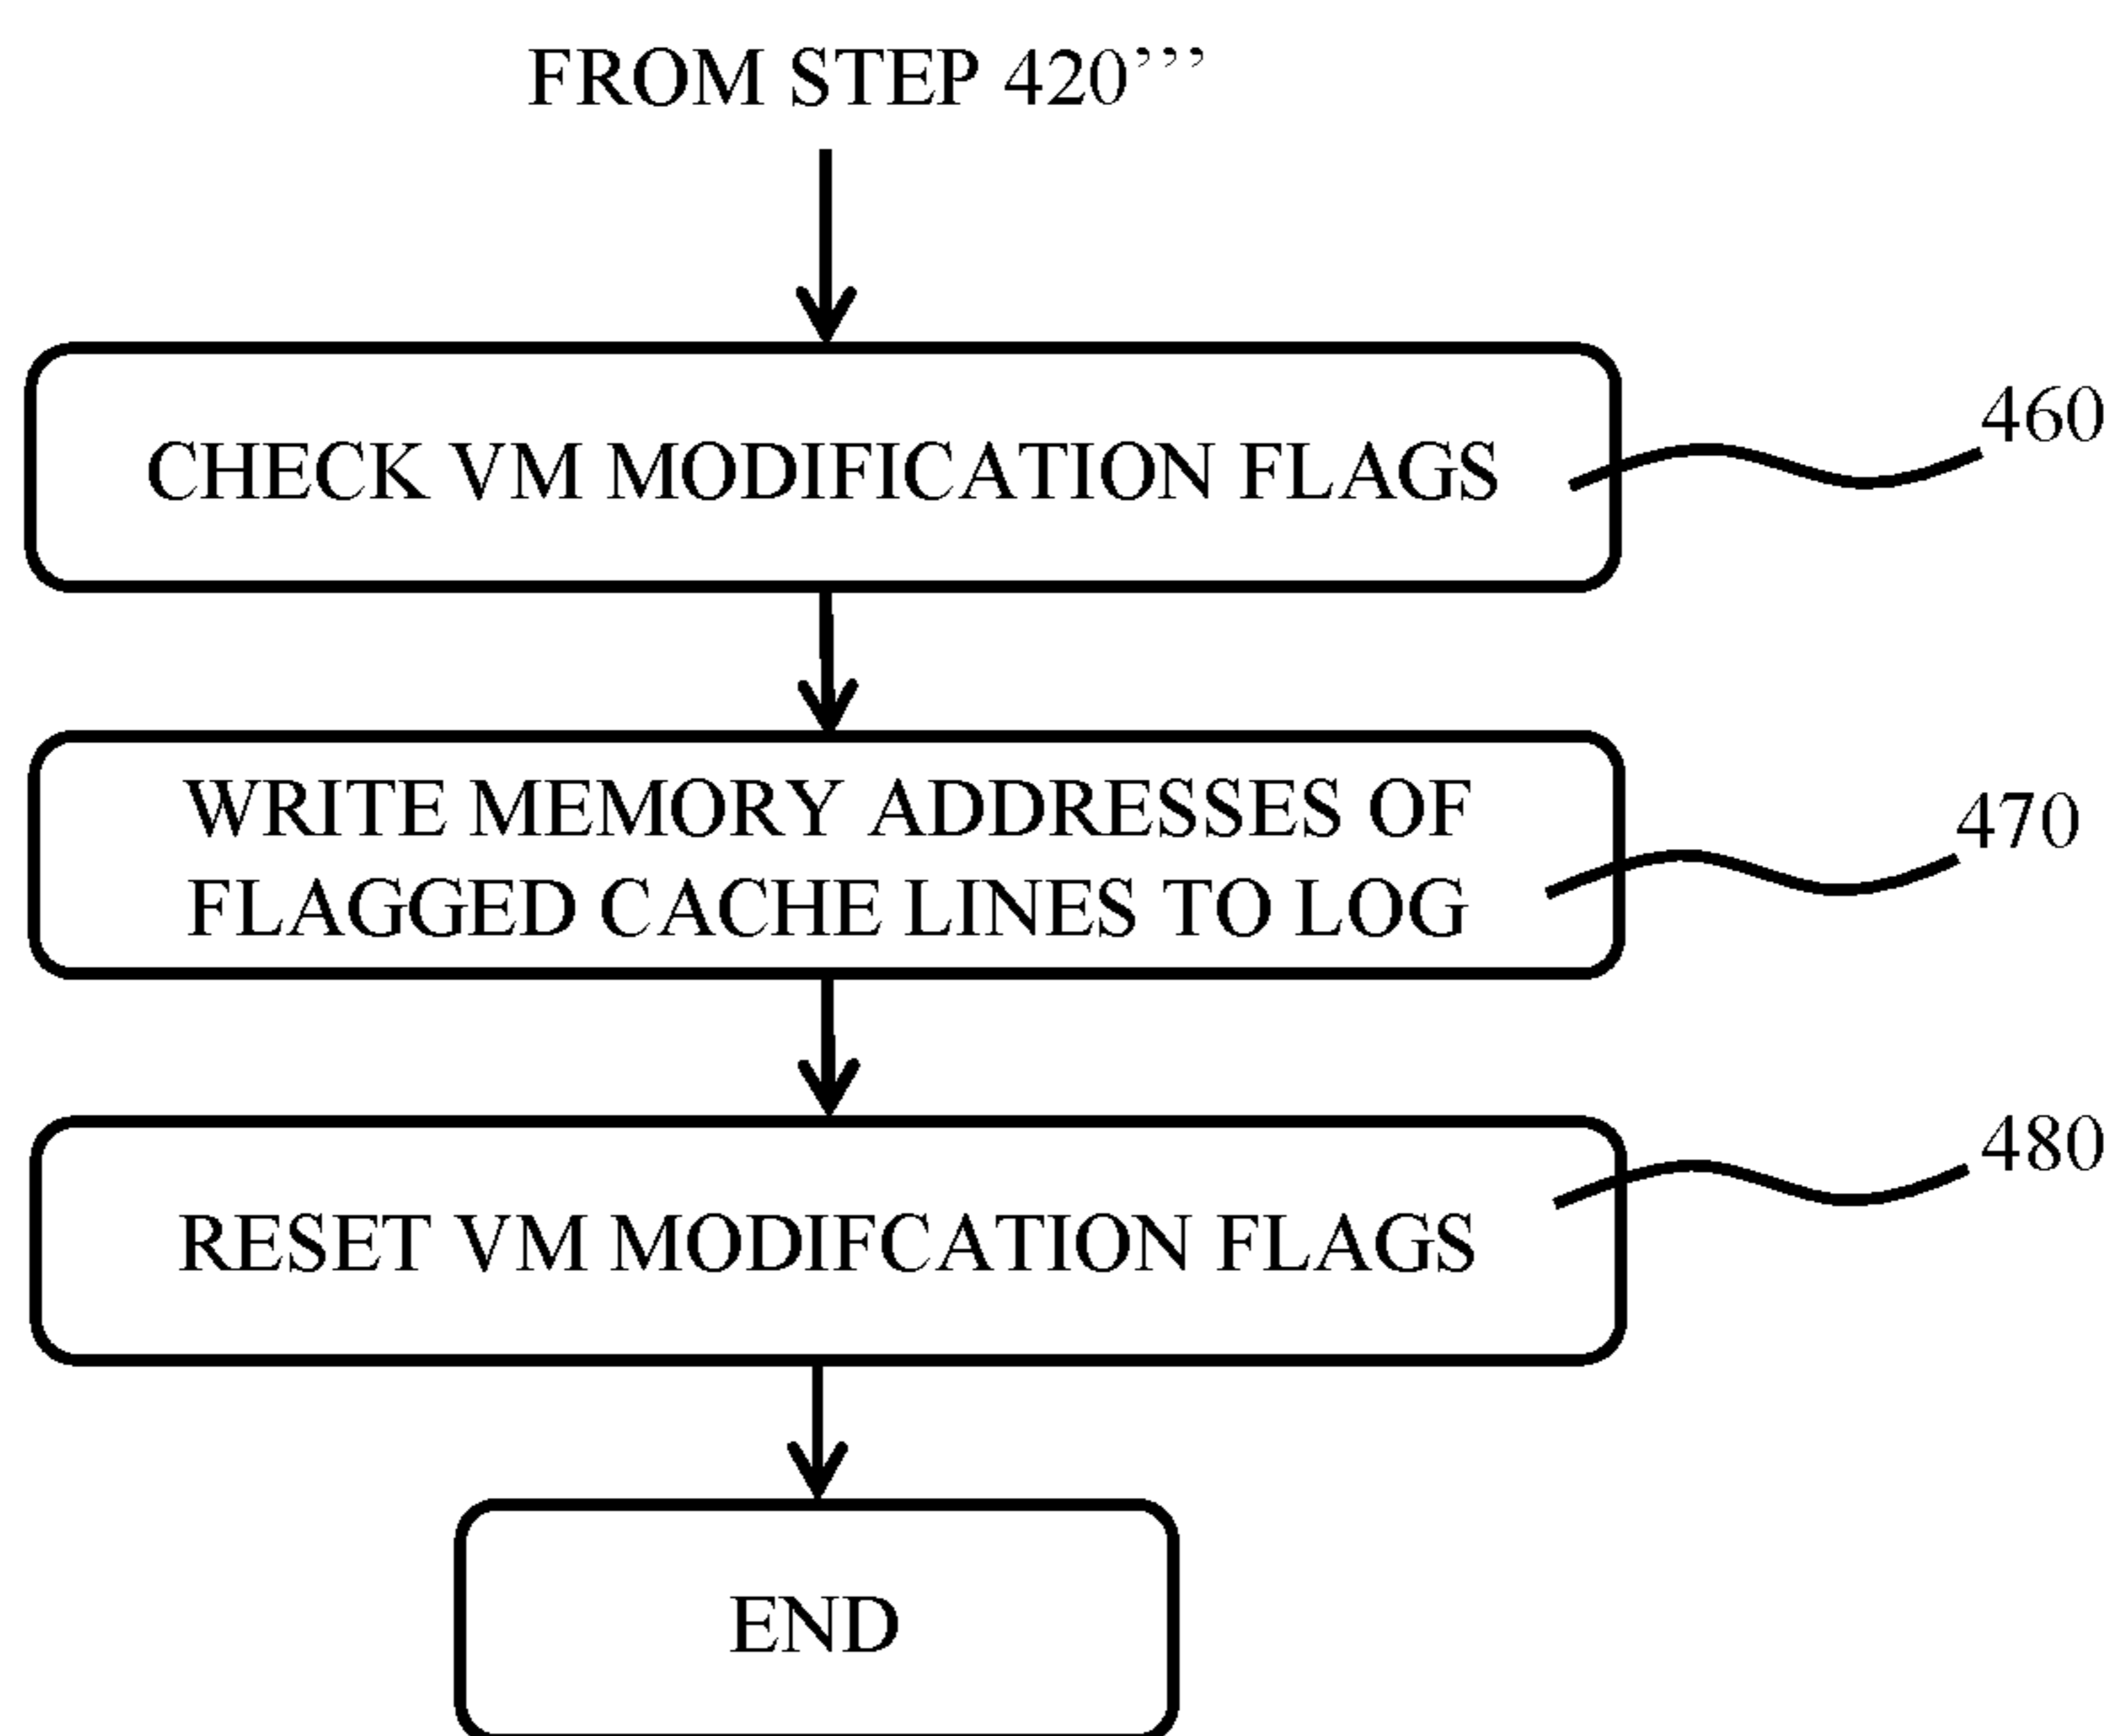 FROM STEP 420’’’
CHECK VM MODIFICATION FLAGS
460
WRITE MEMORY ADDRESSES OF
FLAGGED CACHE LINES TO LOG
470
RESET VM MODIFCATION FLAGS
480
END